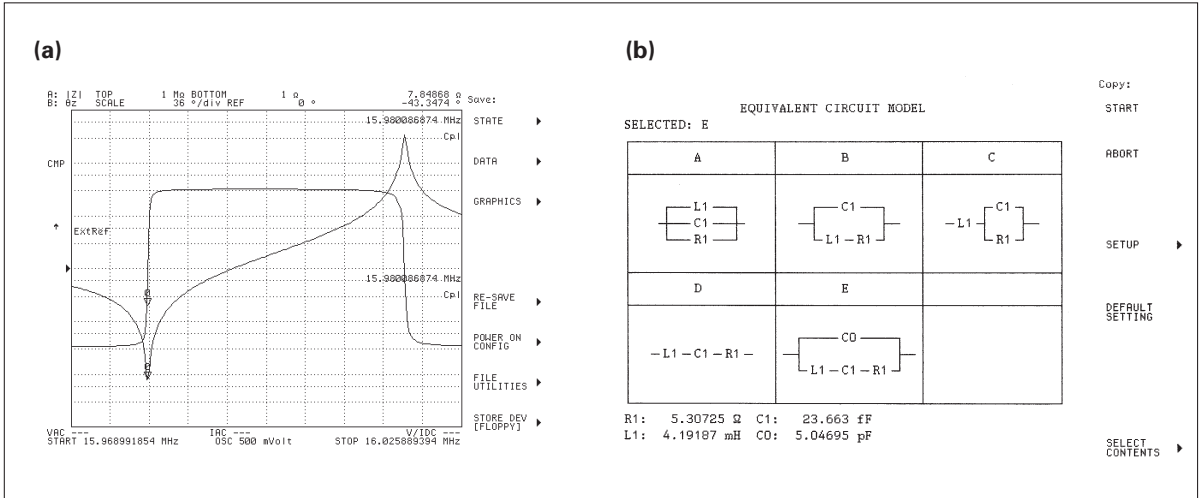 (a)
A: |Z| TOP 1 MΩ BOTTOM 1 Ω 7.84868 Ω
B: θz SCALE 36 °/div REF 0 ° -43.3474 °
Save:
15.980086874 MHz
Cpl
STATE
CMP
DATA
GRAPHICS
ExtRef
15.980086874 MHz
Cpl
RE-SAVE
FILE
POWER ON
CONFIG
FILE
UTILITIES
STORE DEV
[FLOPPY]
VAC --- IAC --- V/IDC ---
START 15.968991854 MHz OSC 500 mVolt STOP 16.025889394 MHz
(b)
Copy:
EQUIVALENT CIRCUIT MODEL
START
SELECTED: E
A B C
ABORT
L1
C1
R1
C1
L1 R1
L1
C1
R1
SETUP
D E
DEFAULT
SETTING
L1 C1 R1
C0
L1 C1 R1
R1: 5.30725 Ω C1: 23.663 fF
L1: 4.19187 mH C0: 5.04695 pF
SELECT
CONTENTS